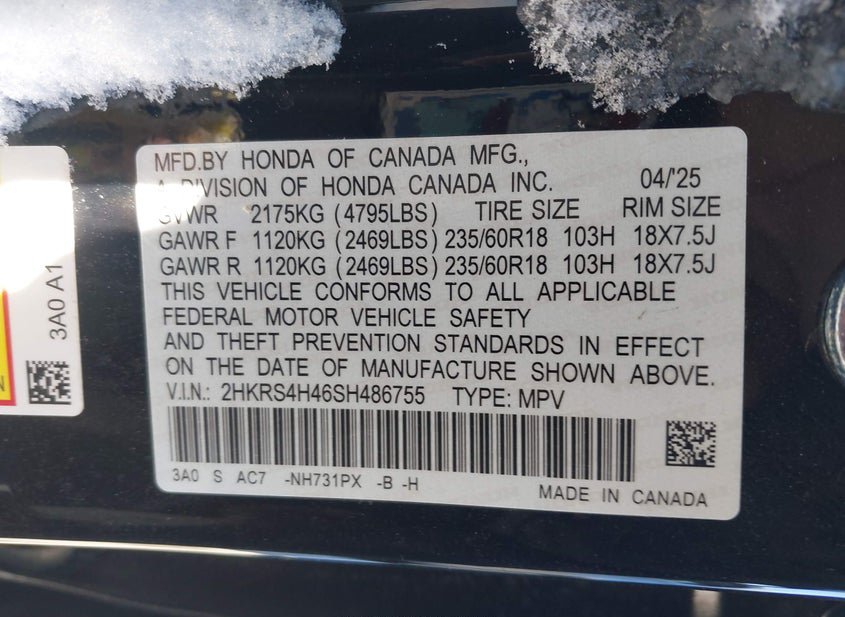 MFD.BY HONDA OF CANADA MFG.,
A DIVISION OF HONDA CANADA INC. 04/'25
GVWR 2175KG (4795LBS) TIRE SIZE RIM SIZE
GAWR F 1120KG (2469LBS) 235/60R18 103H 18X7.5J
GAWR R 1120KG (2469LBS) 235/60R18 103H 18X7.5J
THIS VEHICLE CONFORMS TO ALL APPLICABLE
FEDERAL MOTOR VEHICLE SAFETY
AND THEFT PREVENTION STANDARDS IN EFFECT
ON THE DATE OF MANUFACTURE SHOWN ABOVE.
V.I.N.: 2HKRS4H46SH486755 TYPE: MPV
3A0 S AC7 -NH731PX -B -H
MADE IN CANADA
3A0 A1